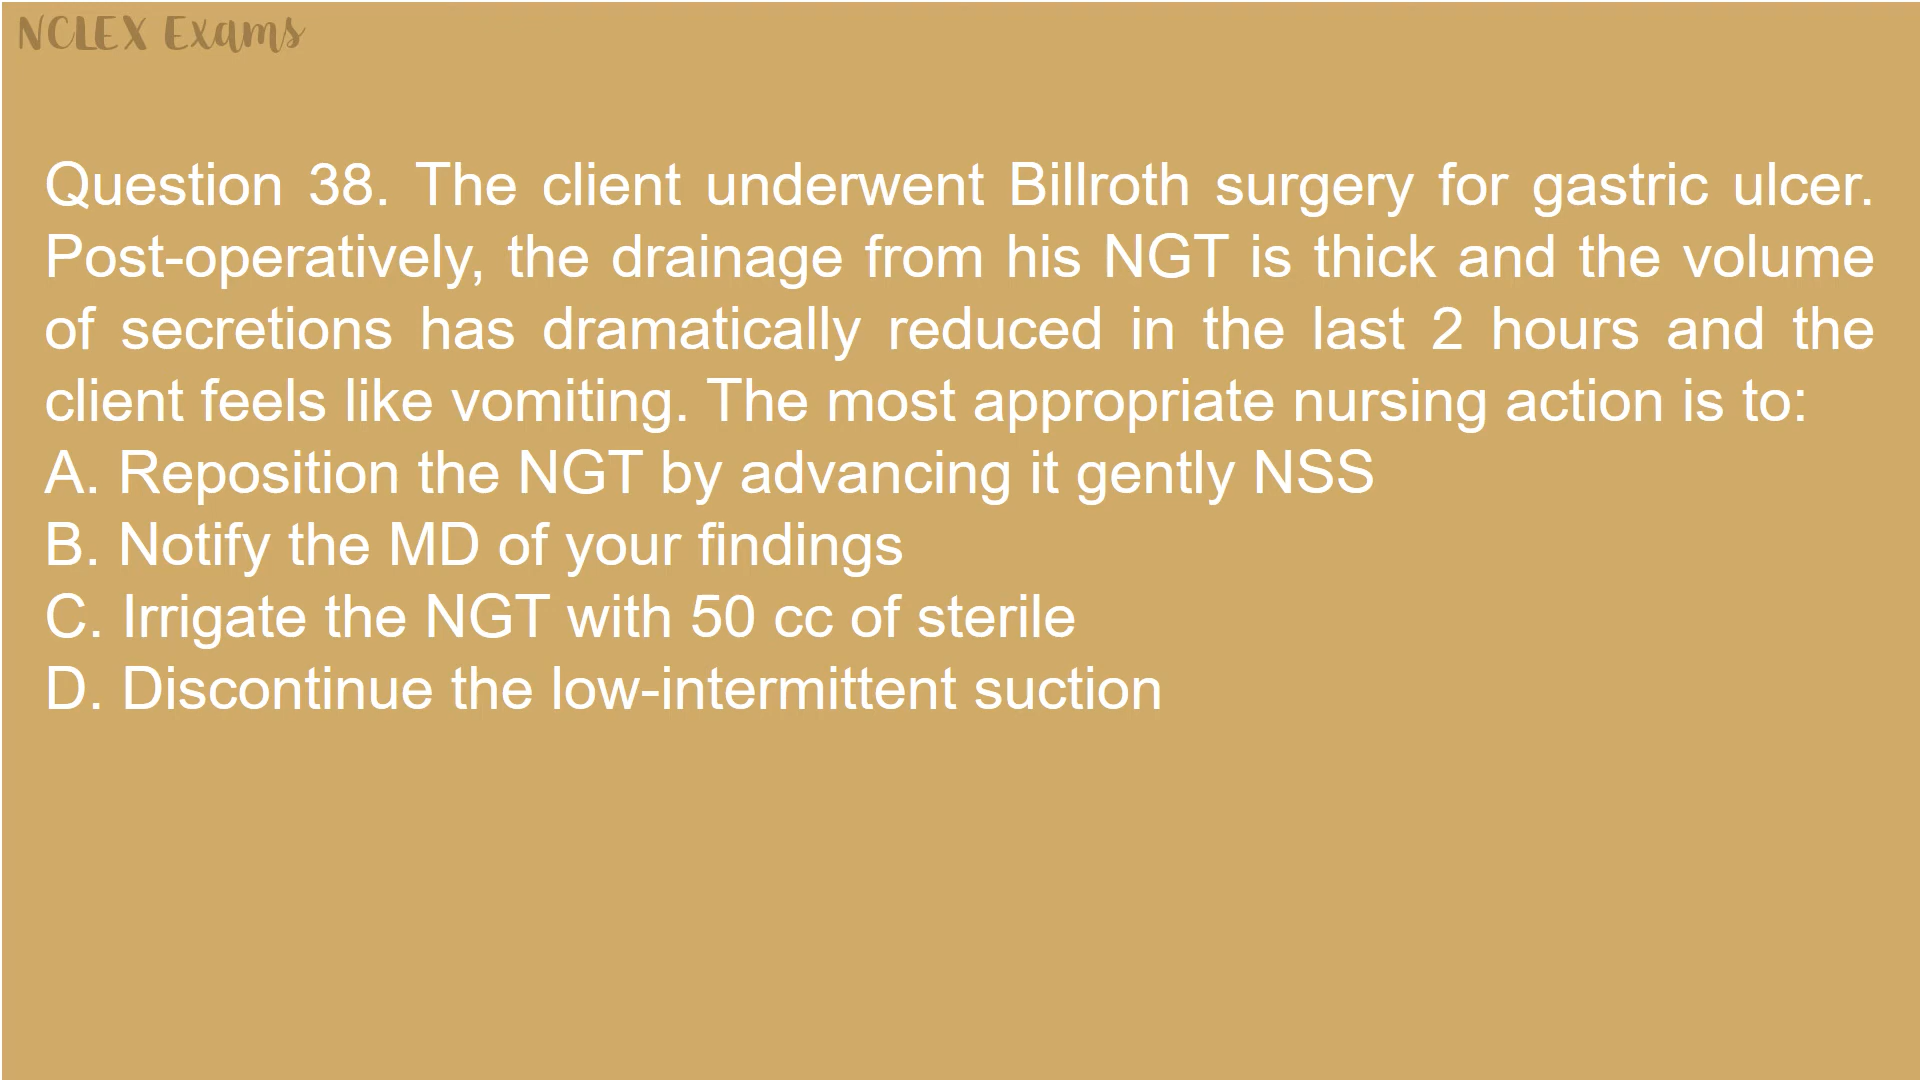 NCLEX Exams
Question 38. The client underwent Billroth surgery for gastric ulcer.
Post-operatively, the drainage from his NGT is thick and the volume
of secretions has dramatically reduced in the last 2 hours and the
client feels like vomiting. The most appropriate nursing action is to:
A. Reposition the NGT by advancing it gently NSS
B. Notify the MD of your findings
C. Irrigate the NGT with 50 cc of sterile
D. Discontinue the low-intermittent suction